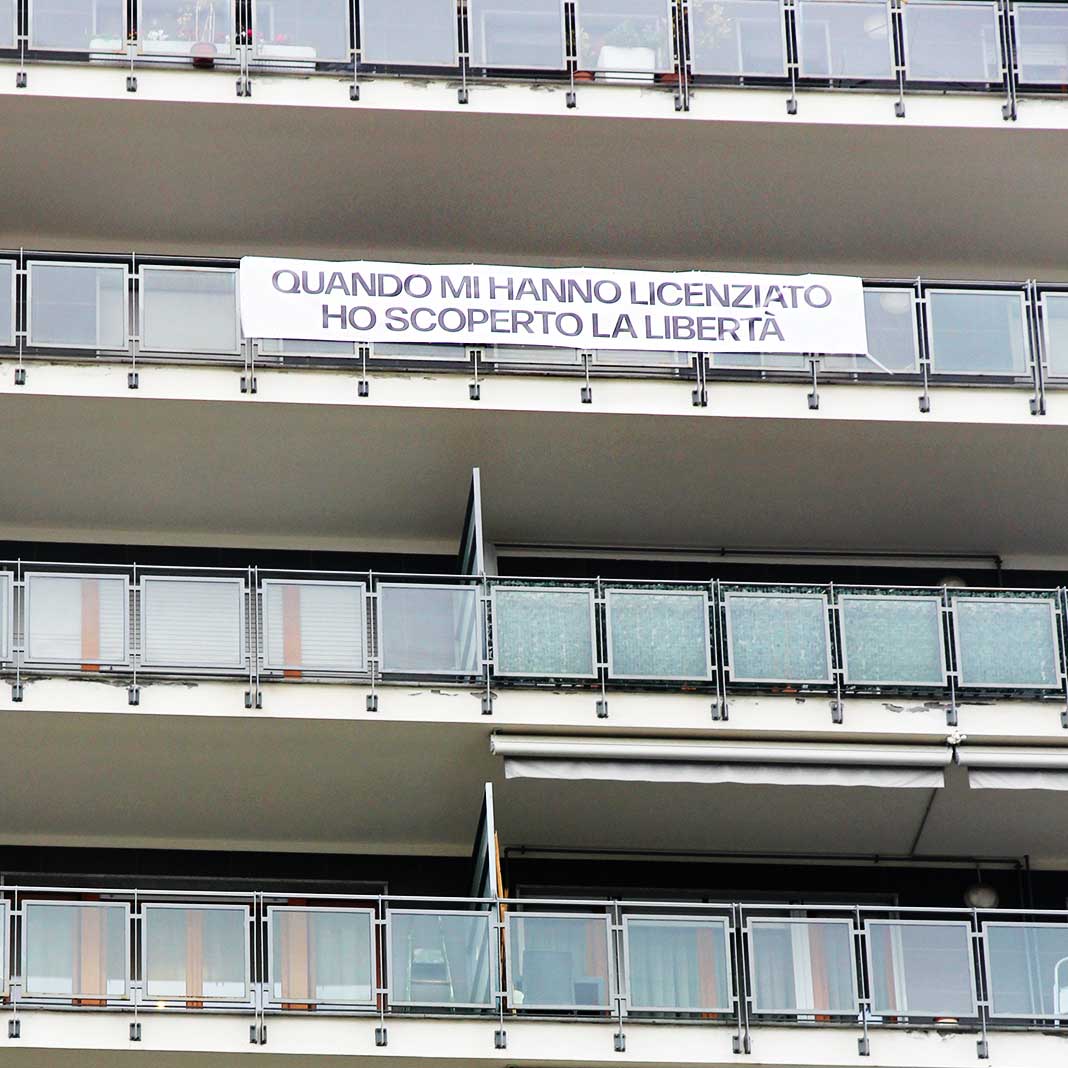 QUANDO MI HANNO LICENZIATO
HO SCOPERTO LA LIBERTÀ